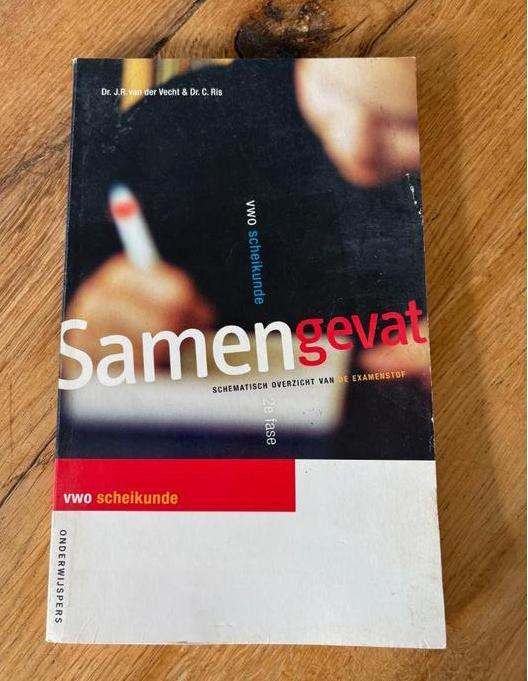 Dr. J.R. van der Vecht & Dr. C. Ris
vwo scheikunde
Samengevat
SCHEMATISCH OVERZICHT VAN DE EXAMENSTOF
2e fase
vwo scheikunde
ONDERWIJSPERS